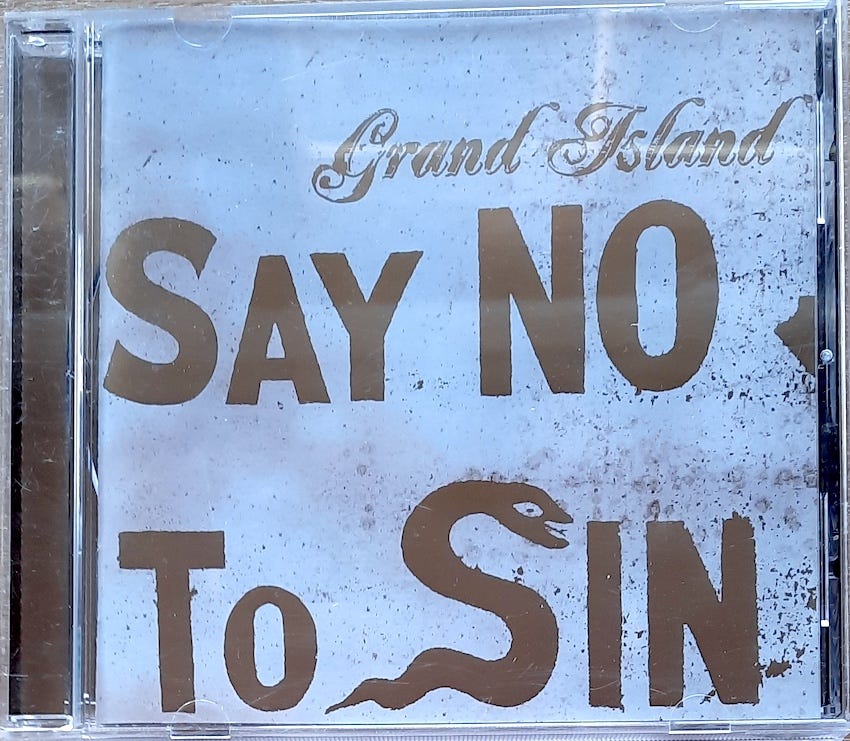 Grand Island
SAY NO
TO SIN